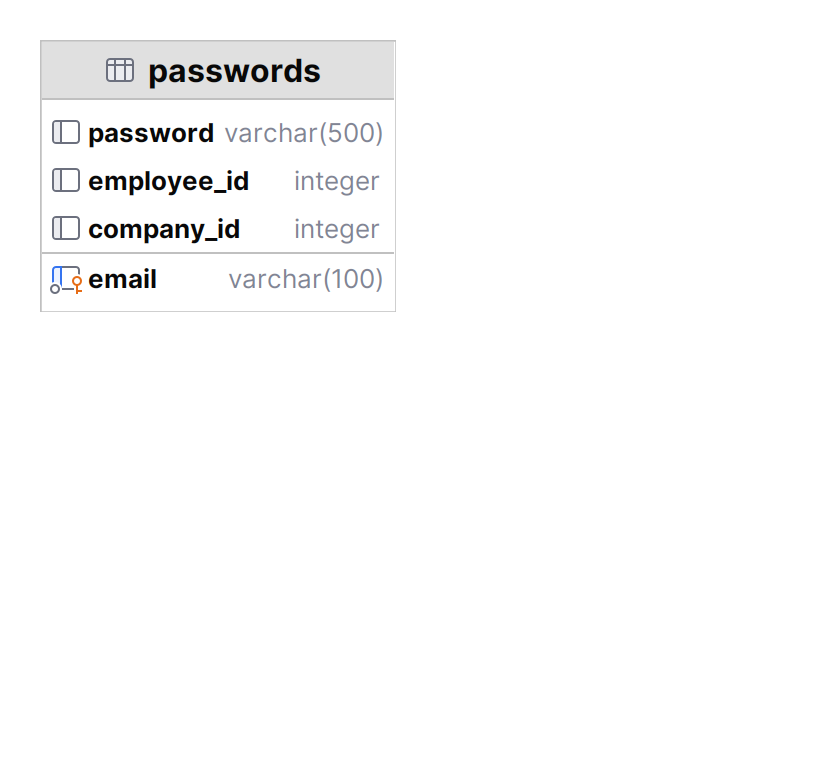 passwords
password varchar(500)
employee_id integer
company_id integer
email varchar(100)